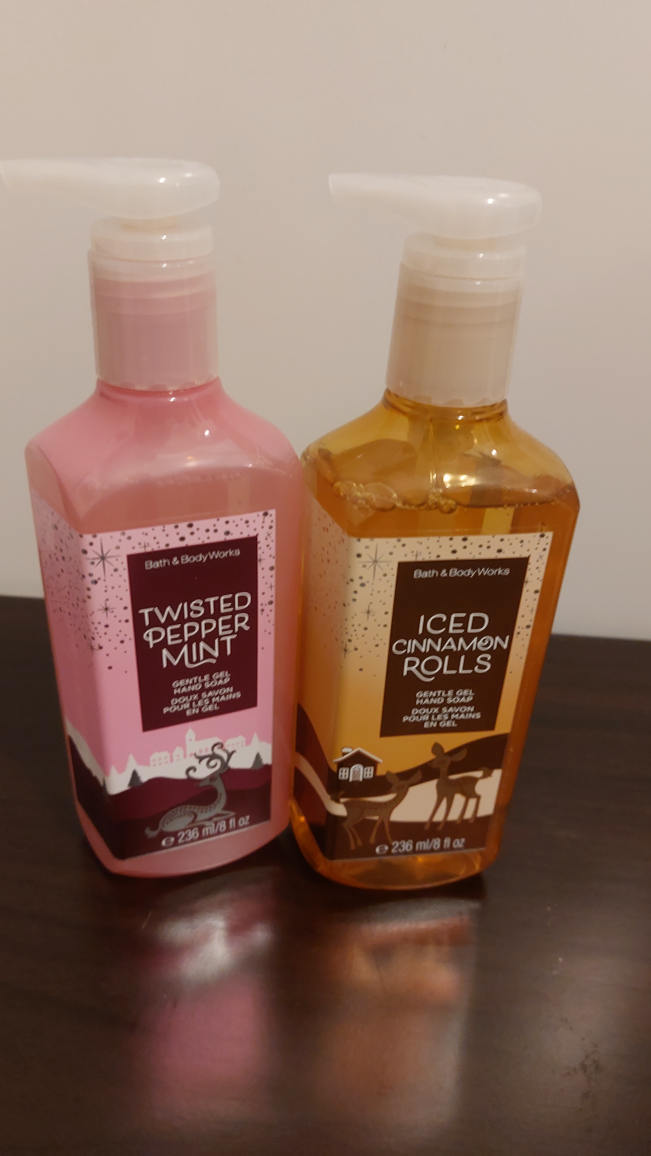 Bath & Body Works
TWISTED
PEPPER
MINT
GENTLE GEL
HAND SOAP
DOUX SAVON
POUR LES MAINS
EN GEL
℮ 236 ml/8 fl oz
Bath & Body Works
ICED
CINNAMON
ROLLS
GENTLE GEL
HAND SOAP
DOUX SAVON
POUR LES MAINS
EN GEL
℮ 236 ml/8 fl oz